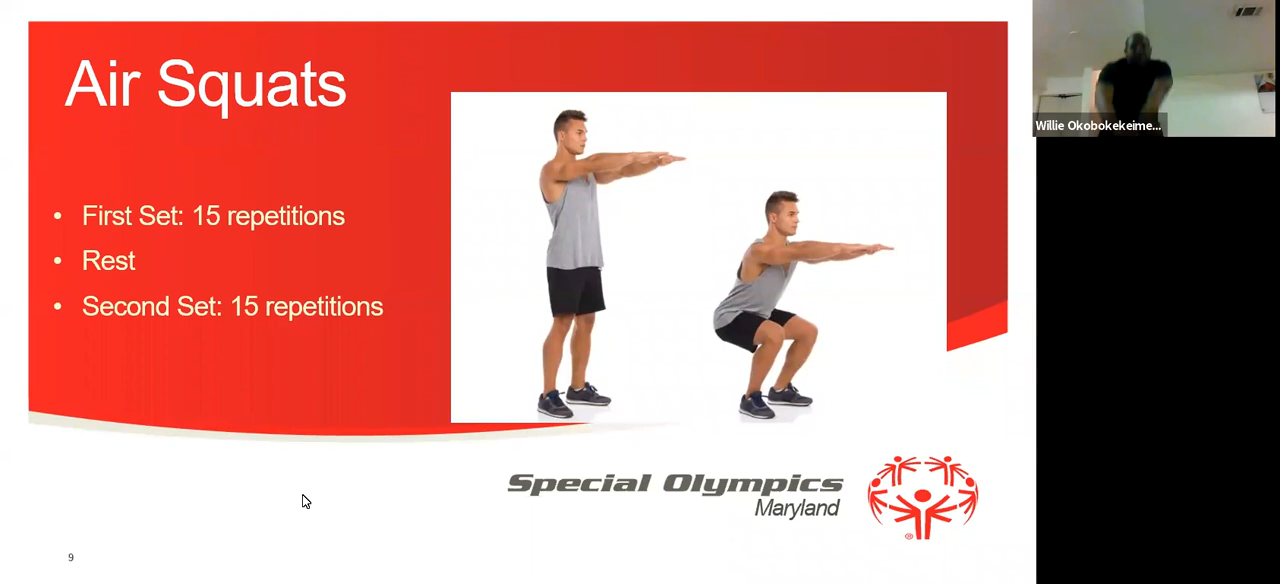 Air Squats
• First Set: 15 repetitions
• Rest
• Second Set: 15 repetitions
Special Olympics
Maryland
®
9
Willie Okobokekeime...